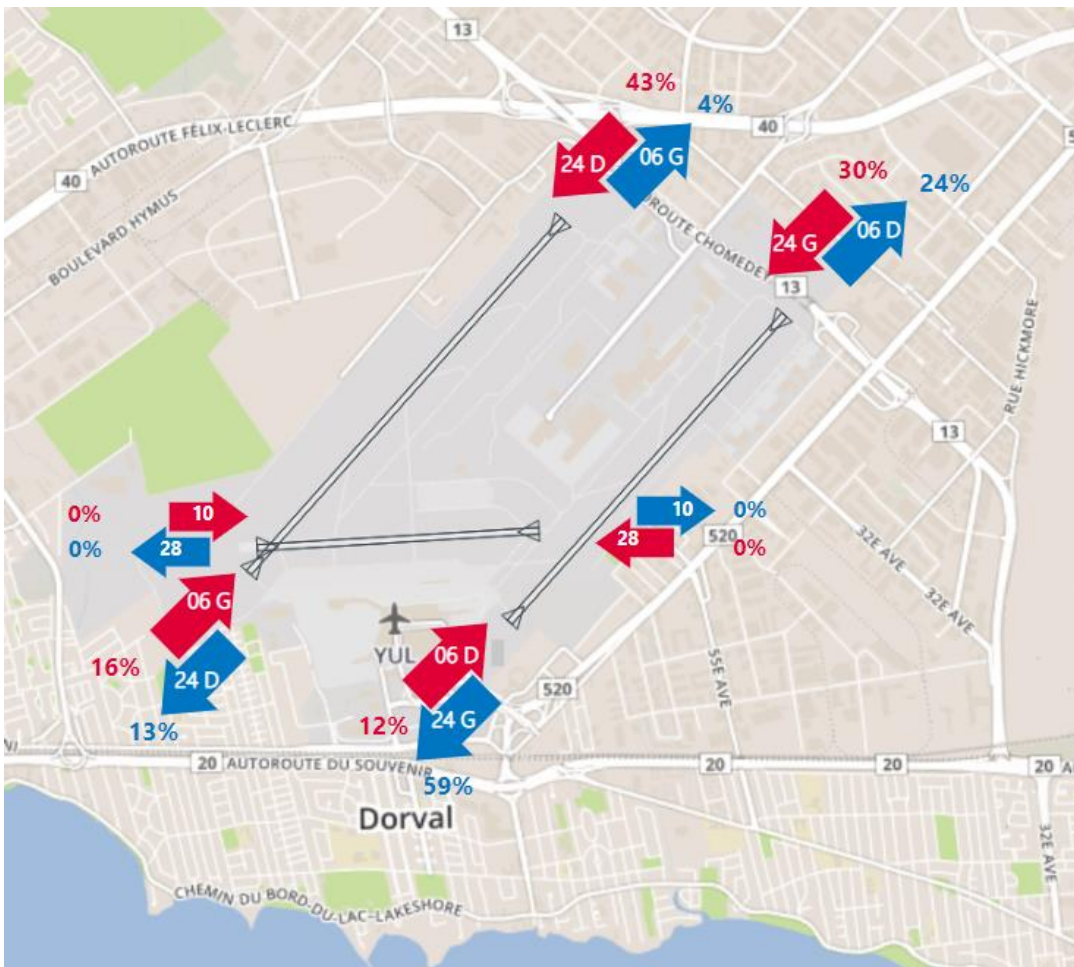 13
43%
4%
AUTOROUTE FÉLIX-LECLERC
40
24 D
06 G
30%
24%
40
BOULEVARD HYMUS
24 G
06 D
OUROUTE CHOMEDEY
13
RUE HICKMORE
13
0%
10
10
0%
0%
28
28
520
0%
32E AVE
06 G
32E AVE
YUL
06 D
55E AVE
16%
24 D
520
13%
12%
24 G
20
AUTOROUTE DU SOUVENIR
20
20
20
59%
Dorval
32E AVE
CHEMIN DU BORD-DU-LAC-LAKESHORE